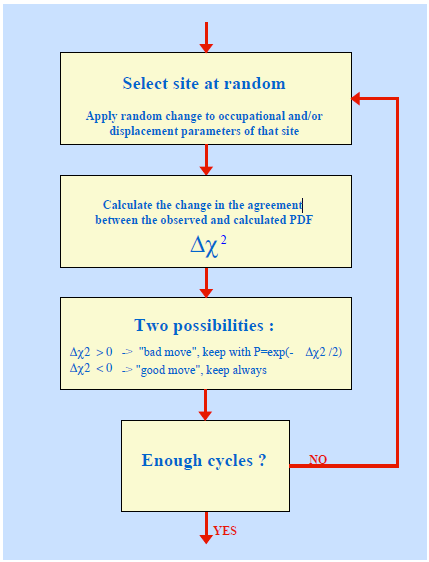 Select site at random
Apply random change to occupational and/or
displacement parameters of that site
Calculate the change in the agreement
between the observed and calculated PDF
Δχ²
Two possibilities :
Δχ2 >0 -> "bad move", keep with P=exp(- Δχ2 /2)
Δχ2 <0 -> "good move", keep always
Enough cycles ?
NO
YES